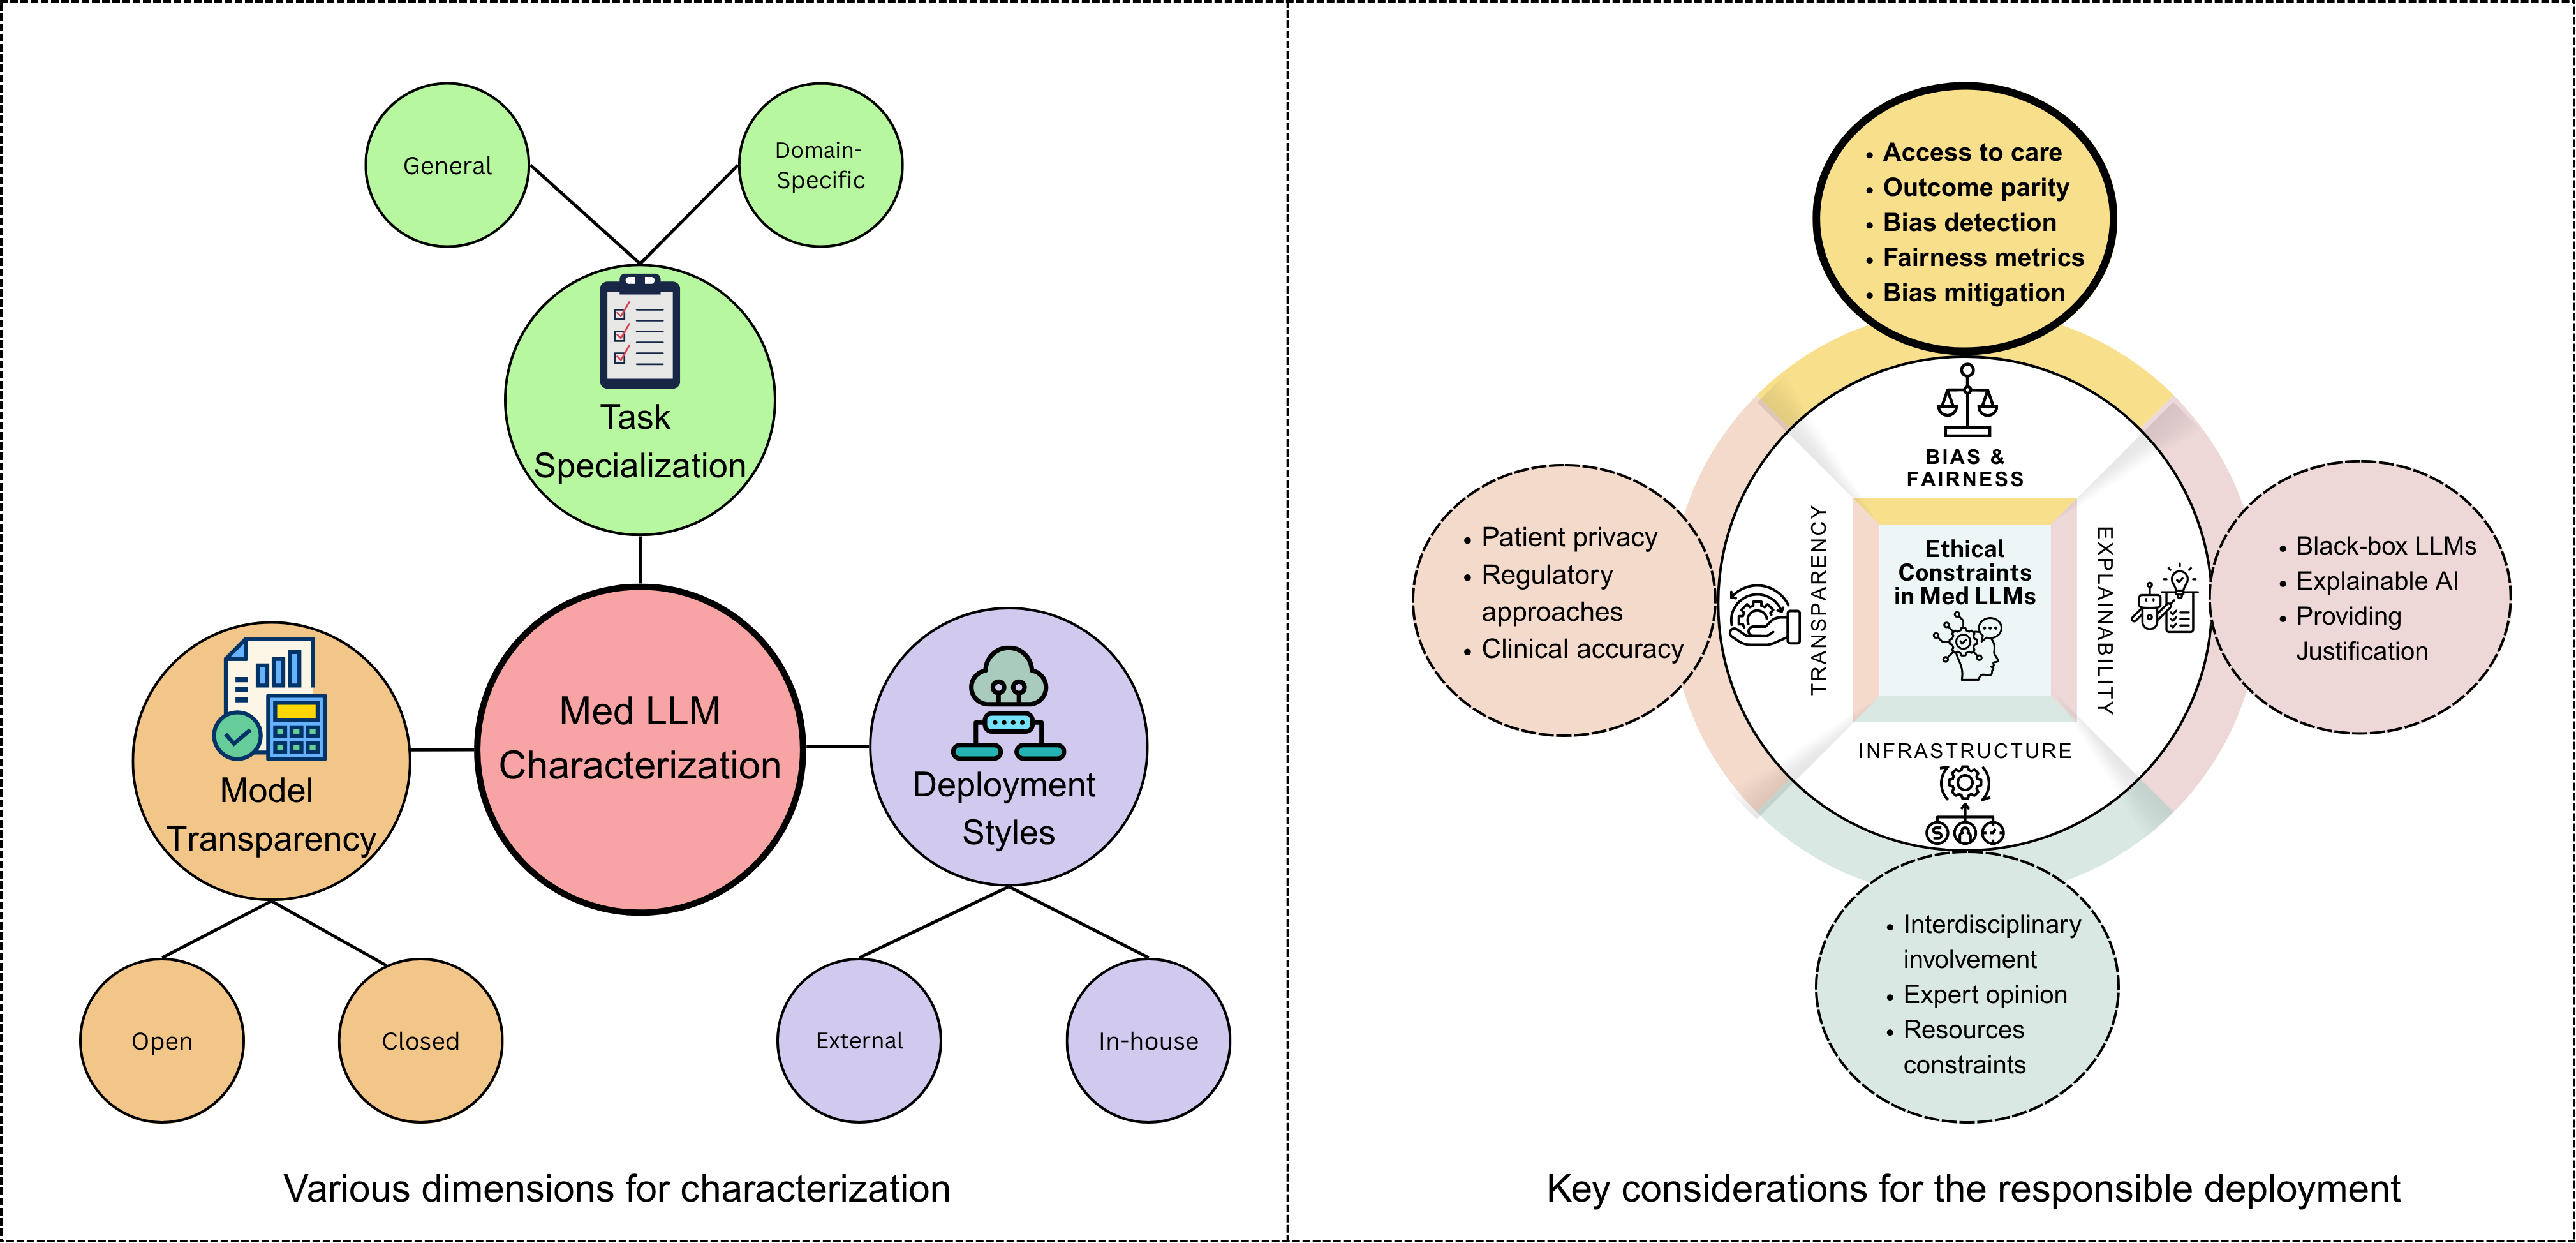 General
Domain-
Specific
Task
Specialization
Med LLM
Characterization
Model
Transparency
Deployment
Styles
Open
Closed
External
In-house
Various dimensions for characterization
• Access to care
• Outcome parity
• Bias detection
• Fairness metrics
• Bias mitigation
BIAS &
FAIRNESS
• Patient privacy
• Regulatory
approaches
• Clinical accuracy
TRANSPARENCY
Ethical
Constraints
in Med LLMs
EXPLAINABILITY
• Black-box LLMs
• Explainable AI
• Providing
Justification
INFRASTRUCTURE
S
• Interdisciplinary
involvement
• Expert opinion
• Resources
constraints
Key considerations for the responsible deployment